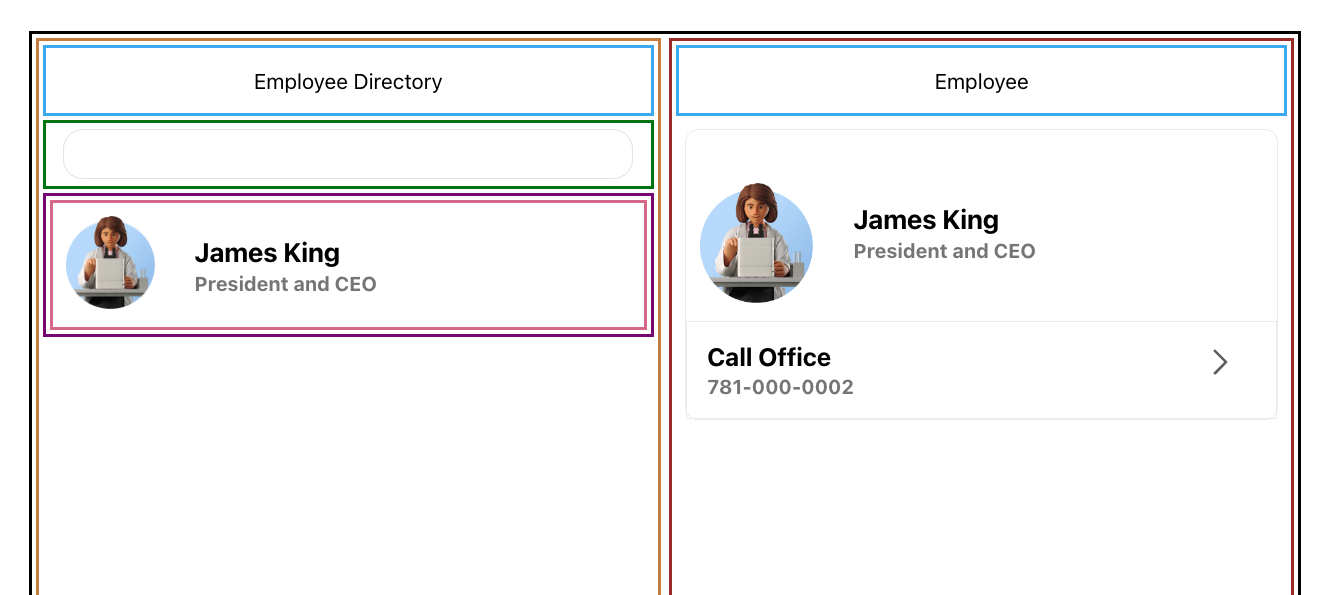 Employee Directory
James King
President and CEO
Employee
James King
President and CEO
Call Office
781-000-0002